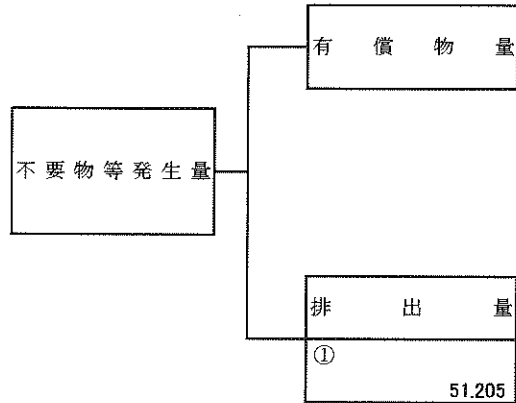 有償物量
不要物等発生量
排出量
①
51.205